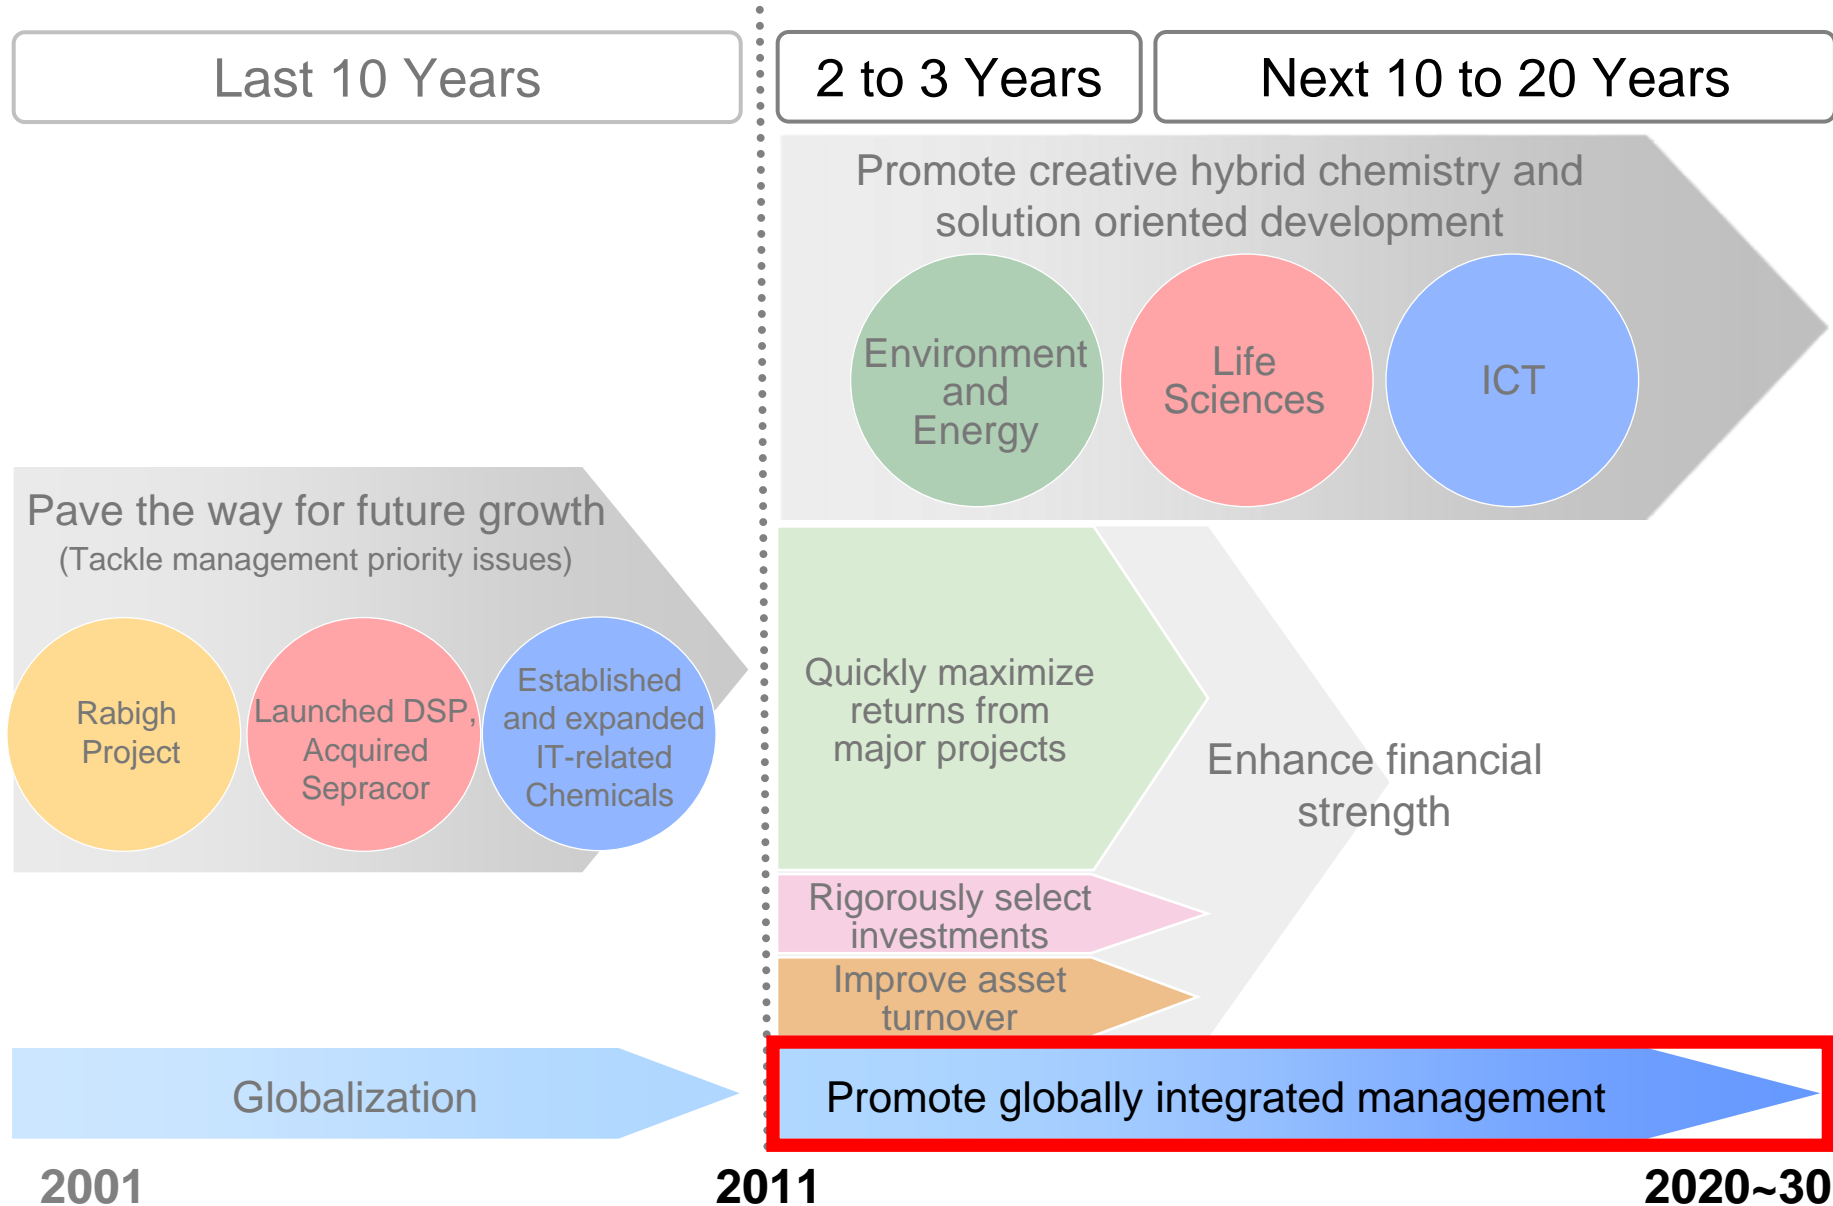 Last 10 Years
2 to 3 Years
Next 10 to 20 Years
Promote creative hybrid chemistry and
solution oriented development
Environment
and
Energy
Life
Sciences
ICT
Pave the way for future growth
(Tackle management priority issues)
Rabigh
Project
Launched DSP,
Acquired
Sepracor
Established
and expanded
IT-related
Chemicals
Quickly maximize
returns from
major projects
Enhance financial
strength
Rigorously select
investments
Improve asset
turnover
Globalization
Promote globally integrated management
2001
2011
2020~30